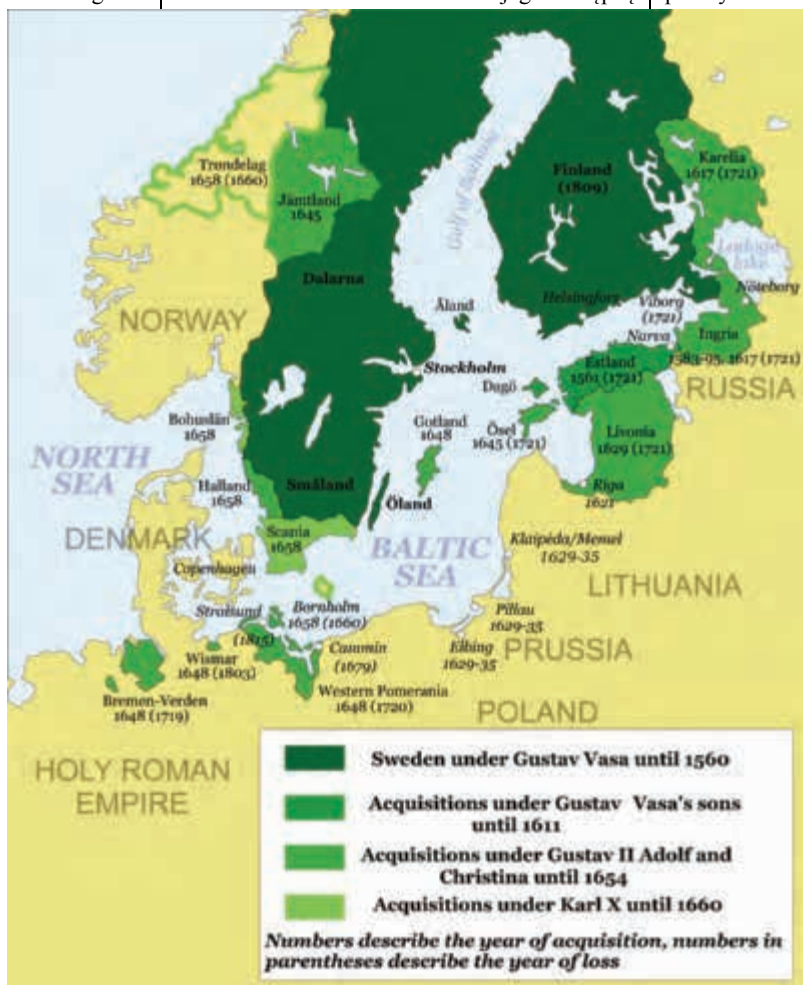 Trøndelag
1658 (1660)
Jämtland
1645
Gulf of Bothnia
Finland
(1809)
Karelia
1617 (1721)
Ladoga
lake
Nöteborg
Dalarna
NORWAY
Åland
Helsingfors
Viborg
(1721)
Narva
Ingria
1583-95, 1617 (1721)
Stockholm
Estland
1561 (1721)
RUSSIA
Dagö
Bohuslän
1658
Gotland
1648
Ösel
1645 (1721)
Livonia
1629 (1721)
NORTH
SEA
Halland
1658
Småland
Öland
Riga
1621
DENMARK
Scania
1658
BALTIC
SEA
Klaipėda/Memel
1629-35
Copenhagen
LITHUANIA
Stralsund
(1815)
Bornholm
1658 (1660)
Pillau
1629-35
Wismar
1648 (1803)
Cammin
(1679)
Elbing
1629-35
PRUSSIA
Bremen-Verden
1648 (1719)
Western Pomerania
1648 (1720)
POLAND
HOLY ROMAN
EMPIRE
Sweden under Gustav Vasa until 1560
Acquisitions under Gustav Vasa's sons
until 1611
Acquisitions under Gustav II Adolf and
Christina until 1654
Acquisitions under Karl X until 1660
Numbers describe the year of acquisition, numbers in
parentheses describe the year of loss